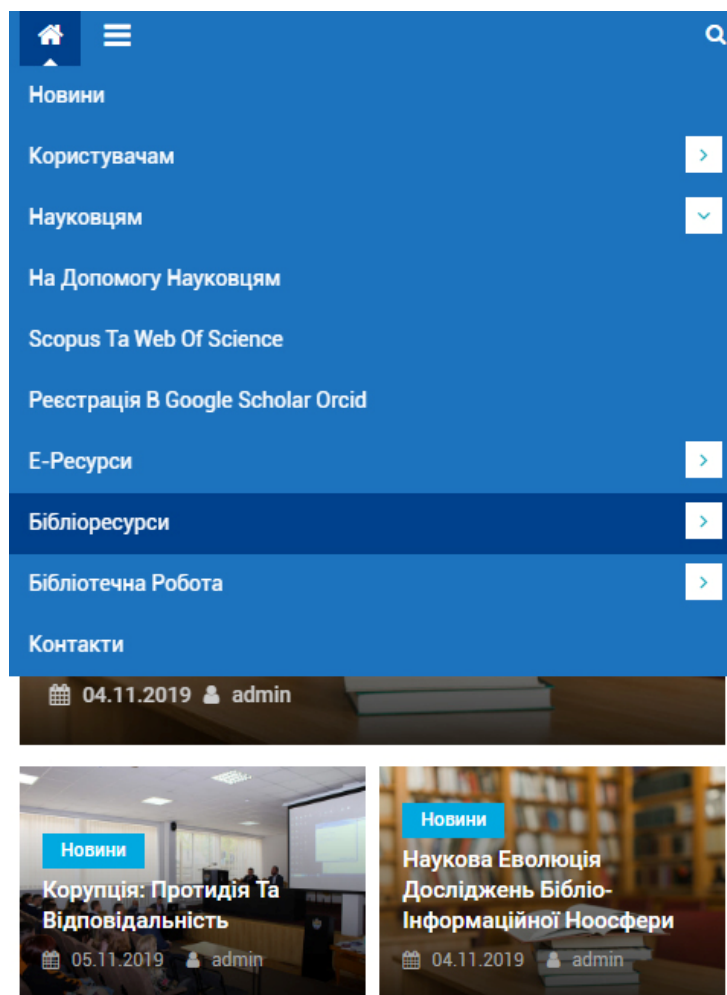 Новини
Користувачам
Науковцям
На Допомогу Науковцям
Scopus Та Web Of Science
Реєстрація В Google Scholar Orcid
Е-Ресурси
Бібліоресурси
Бібліотечна Робота
Контакти
04.11.2019 admin
Новини
Корупція: Протидія Та
Відповідальність
05.11.2019 admin
Новини
Наукова Еволюція
Досліджень Бібліо-
Інформаційної Ноосфери
04.11.2019 admin